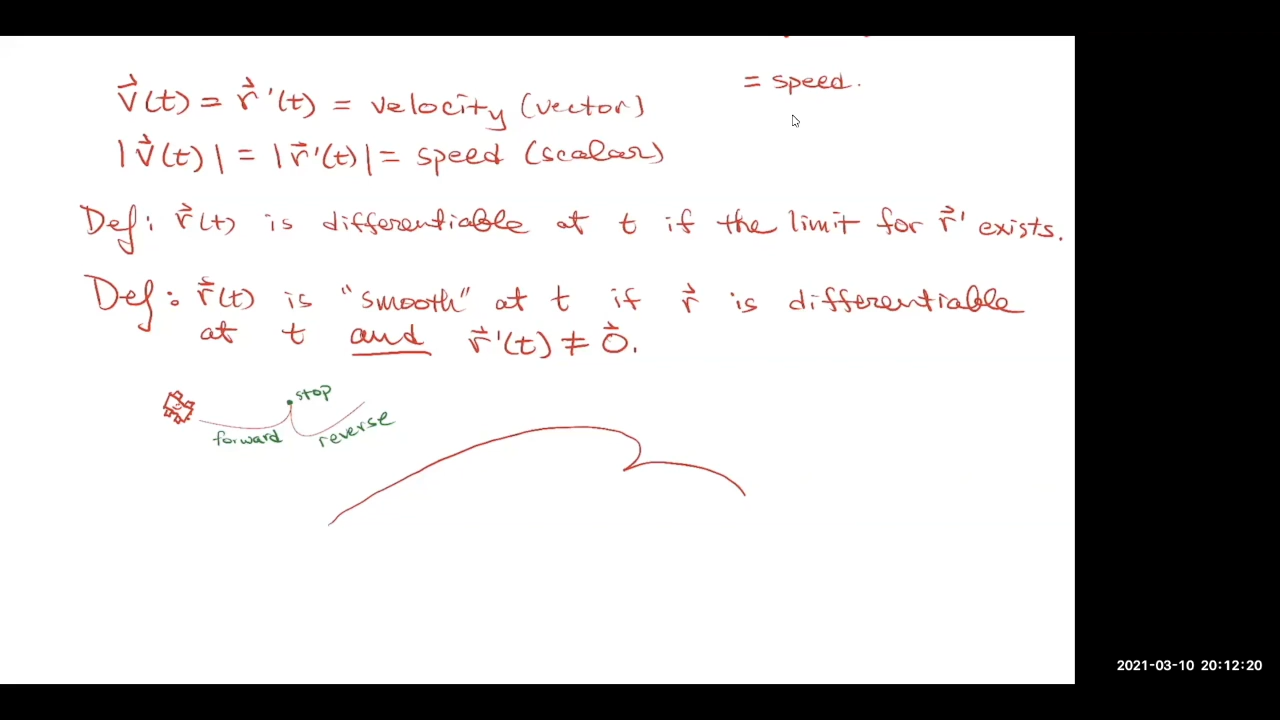 = speed.
v⃗(t) = r⃗'(t) = velocity (vector)
|v⃗(t)| = |r⃗'(t)| = speed (scalar)
Def: r⃗(t) is differentiable at t if the limit for r⃗' exists.
Def: r⃗(t) is "smooth" at t if r⃗ is differentiable
at t and r⃗'(t) ≠ 0⃗.
stop
forward reverse
2021-03-10 20:12:20